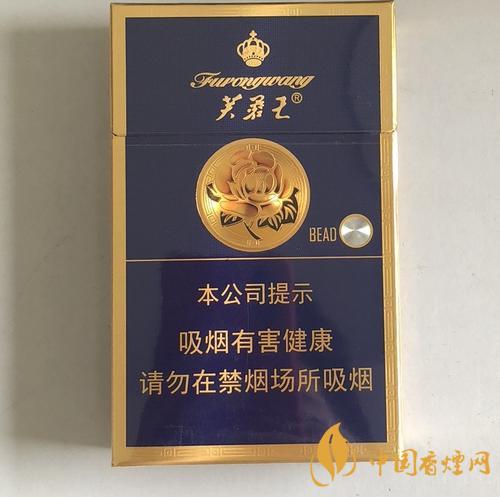 Furongwang
芙蓉王®
BEAD
本公司提示
吸烟有害健康
请勿在禁烟场所吸烟
中国香烟网